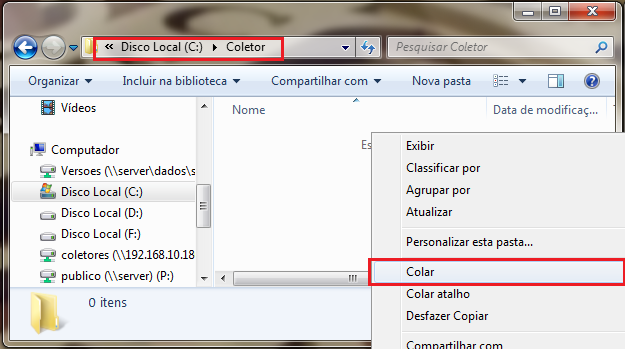 « Disco Local (C:) ▸ Coletor
Pesquisar Coletor
Organizar Incluir na biblioteca Compartilhar com Nova pasta
Nome Data de modificaç...
Vídeos
Computador
Versoes (\\server\dados\s
Disco Local (C:)
Disco Local (D:)
Disco Local (F:)
coletores (\\192.168.10.18
publico (\\server) (P:)
Es
Exibir
Classificar por
Agrupar por
Atualizar
Personalizar esta pasta...
Colar
Colar atalho
Desfazer Copiar
Compartilhar com
0 itens